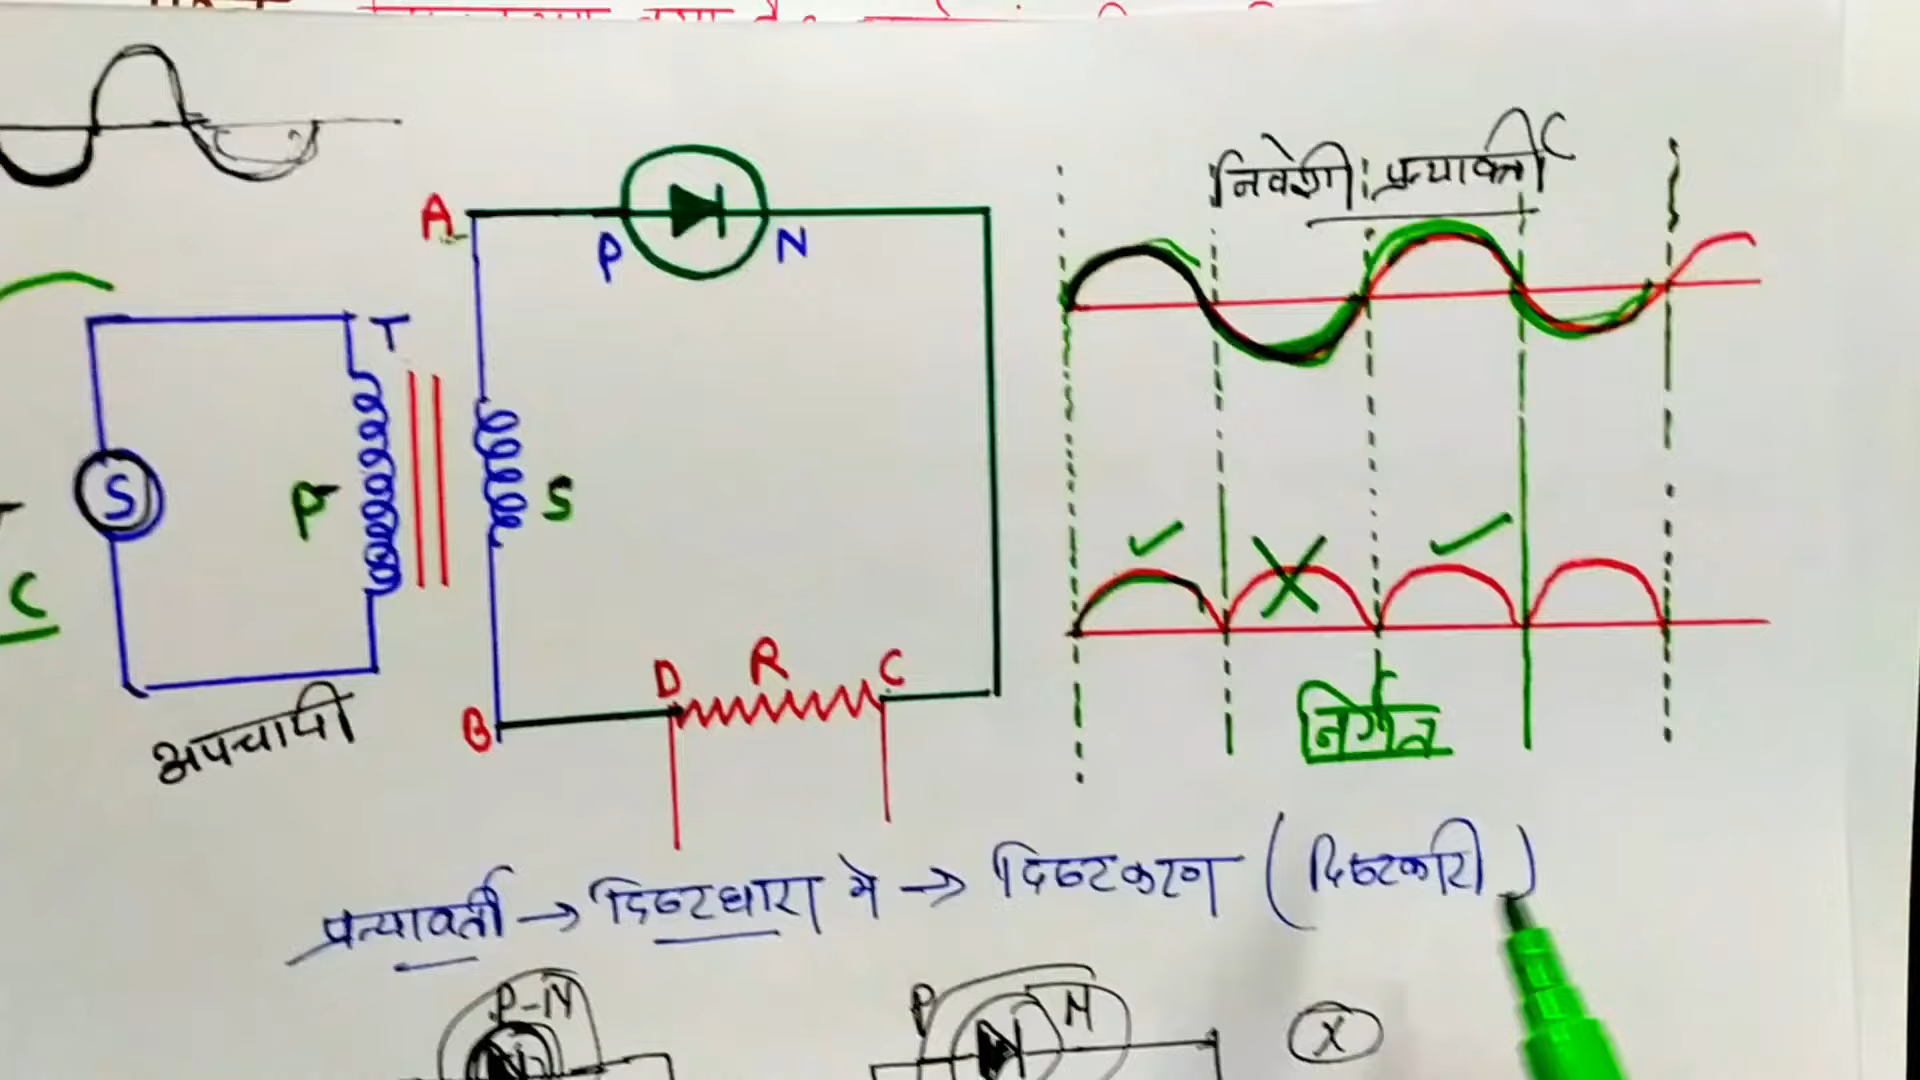 निवेशी प्रत्यावर्ती
A
P
N
T
S
P
S
C
D
R
C
B
अपचायी
निर्गत
प्रत्यावर्ती → दिष्टधारा मे → दिष्टकरण (दिष्टकारी)
P-N
P
N
X